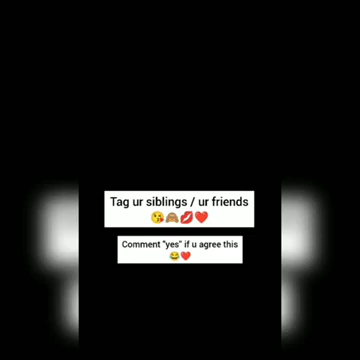 Tag ur siblings / ur friends
😘🙈💋❤️
Comment "yes" if u agree this
😂❤️